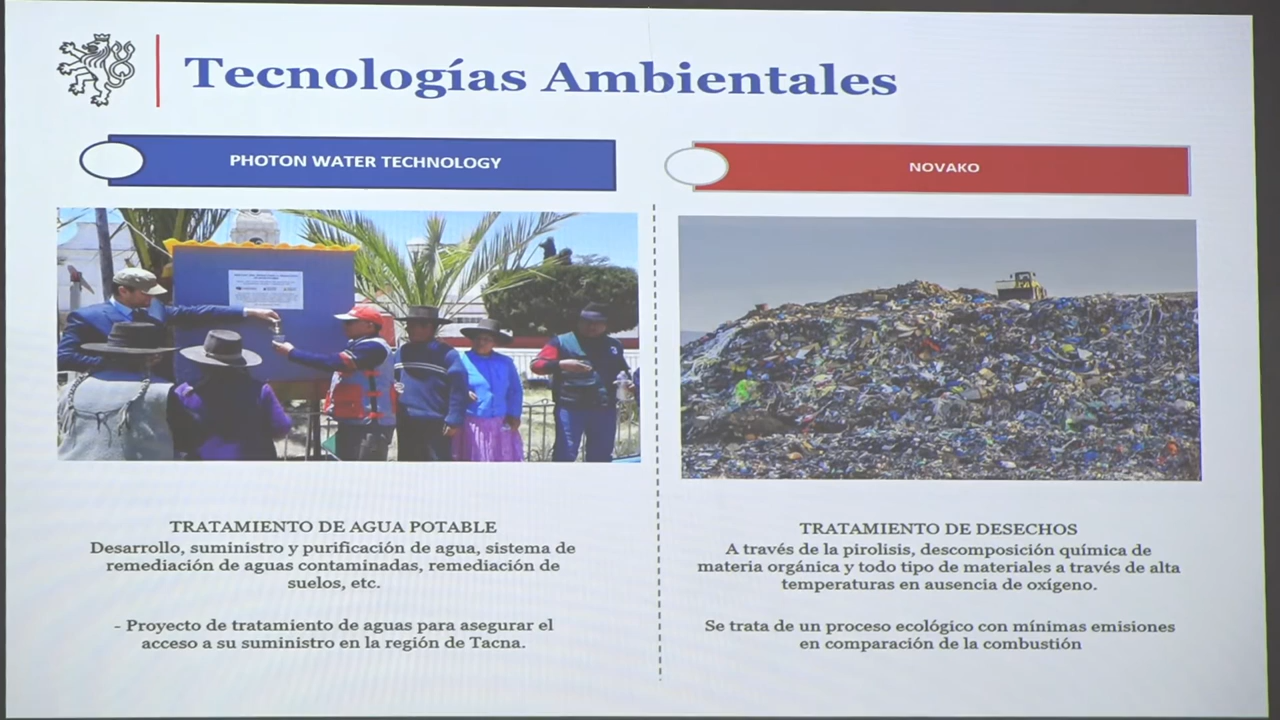 Tecnologías Ambientales
PHOTON WATER TECHNOLOGY
TRATAMIENTO DE AGUA POTABLE
Desarrollo, suministro y purificación de agua, sistema de
remediación de aguas contaminadas, remediación de
suelos, etc.
- Proyecto de tratamiento de aguas para asegurar el
acceso a su suministro en la región de Tacna.
NOVAKO
TRATAMIENTO DE DESECHOS
A través de la pirolisis, descomposición química de
materia orgánica y todo tipo de materiales a través de alta
temperaturas en ausencia de oxígeno.
Se trata de un proceso ecológico con mínimas emisiones
en comparación de la combustión